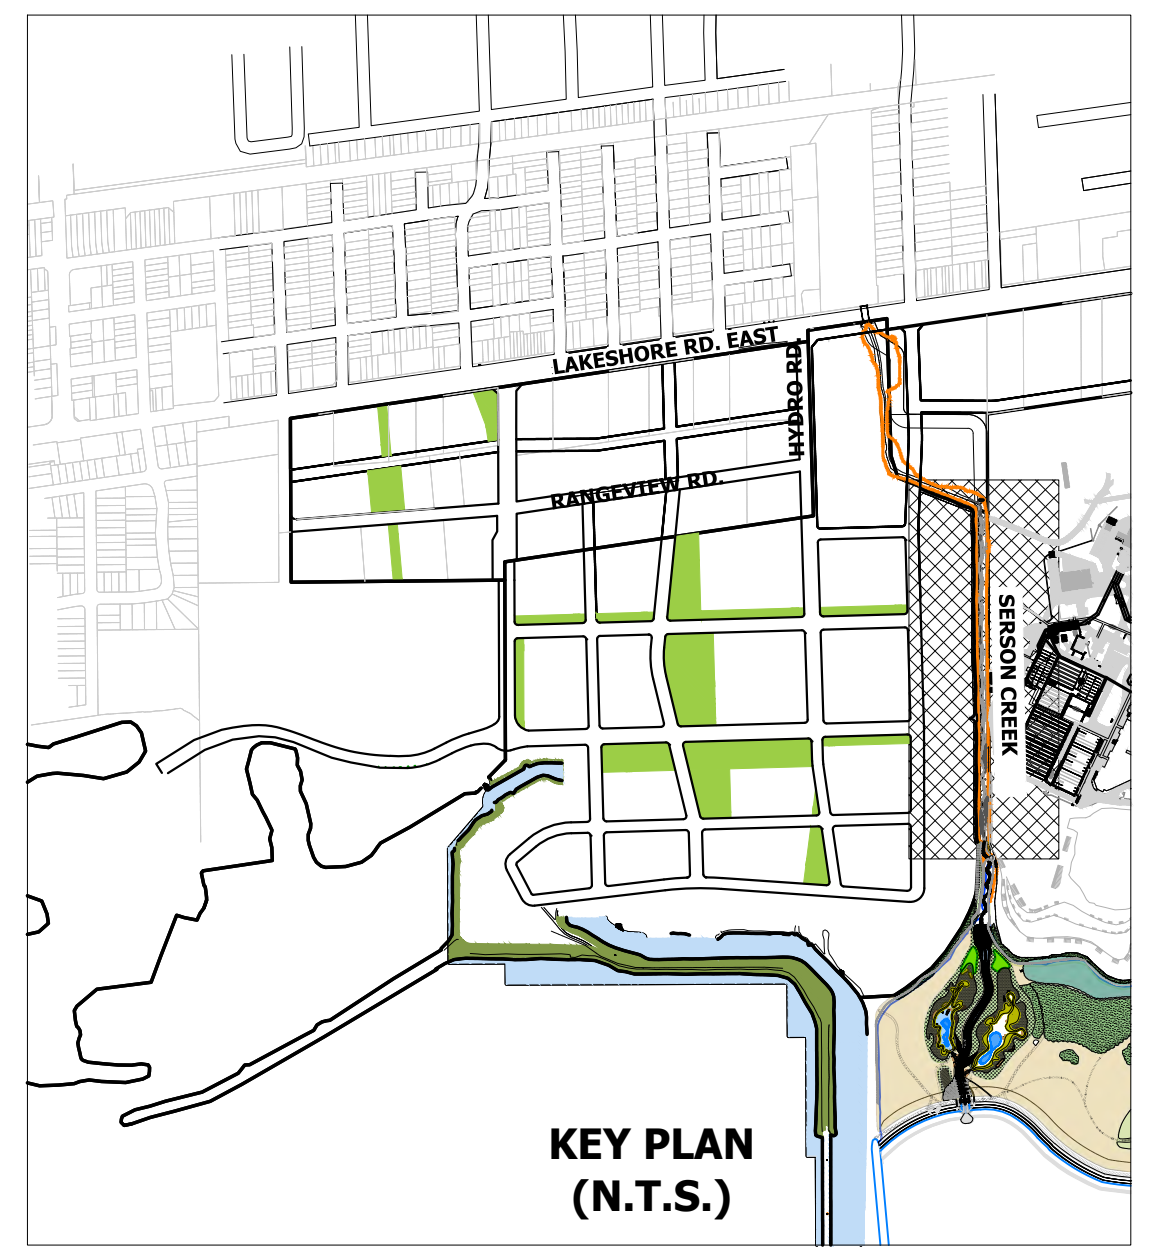 LAKESHORE RD. EAST
HYDRO RD.
RANGEVIEW RD.
SERSON CREEK
KEY PLAN
(N.T.S.)